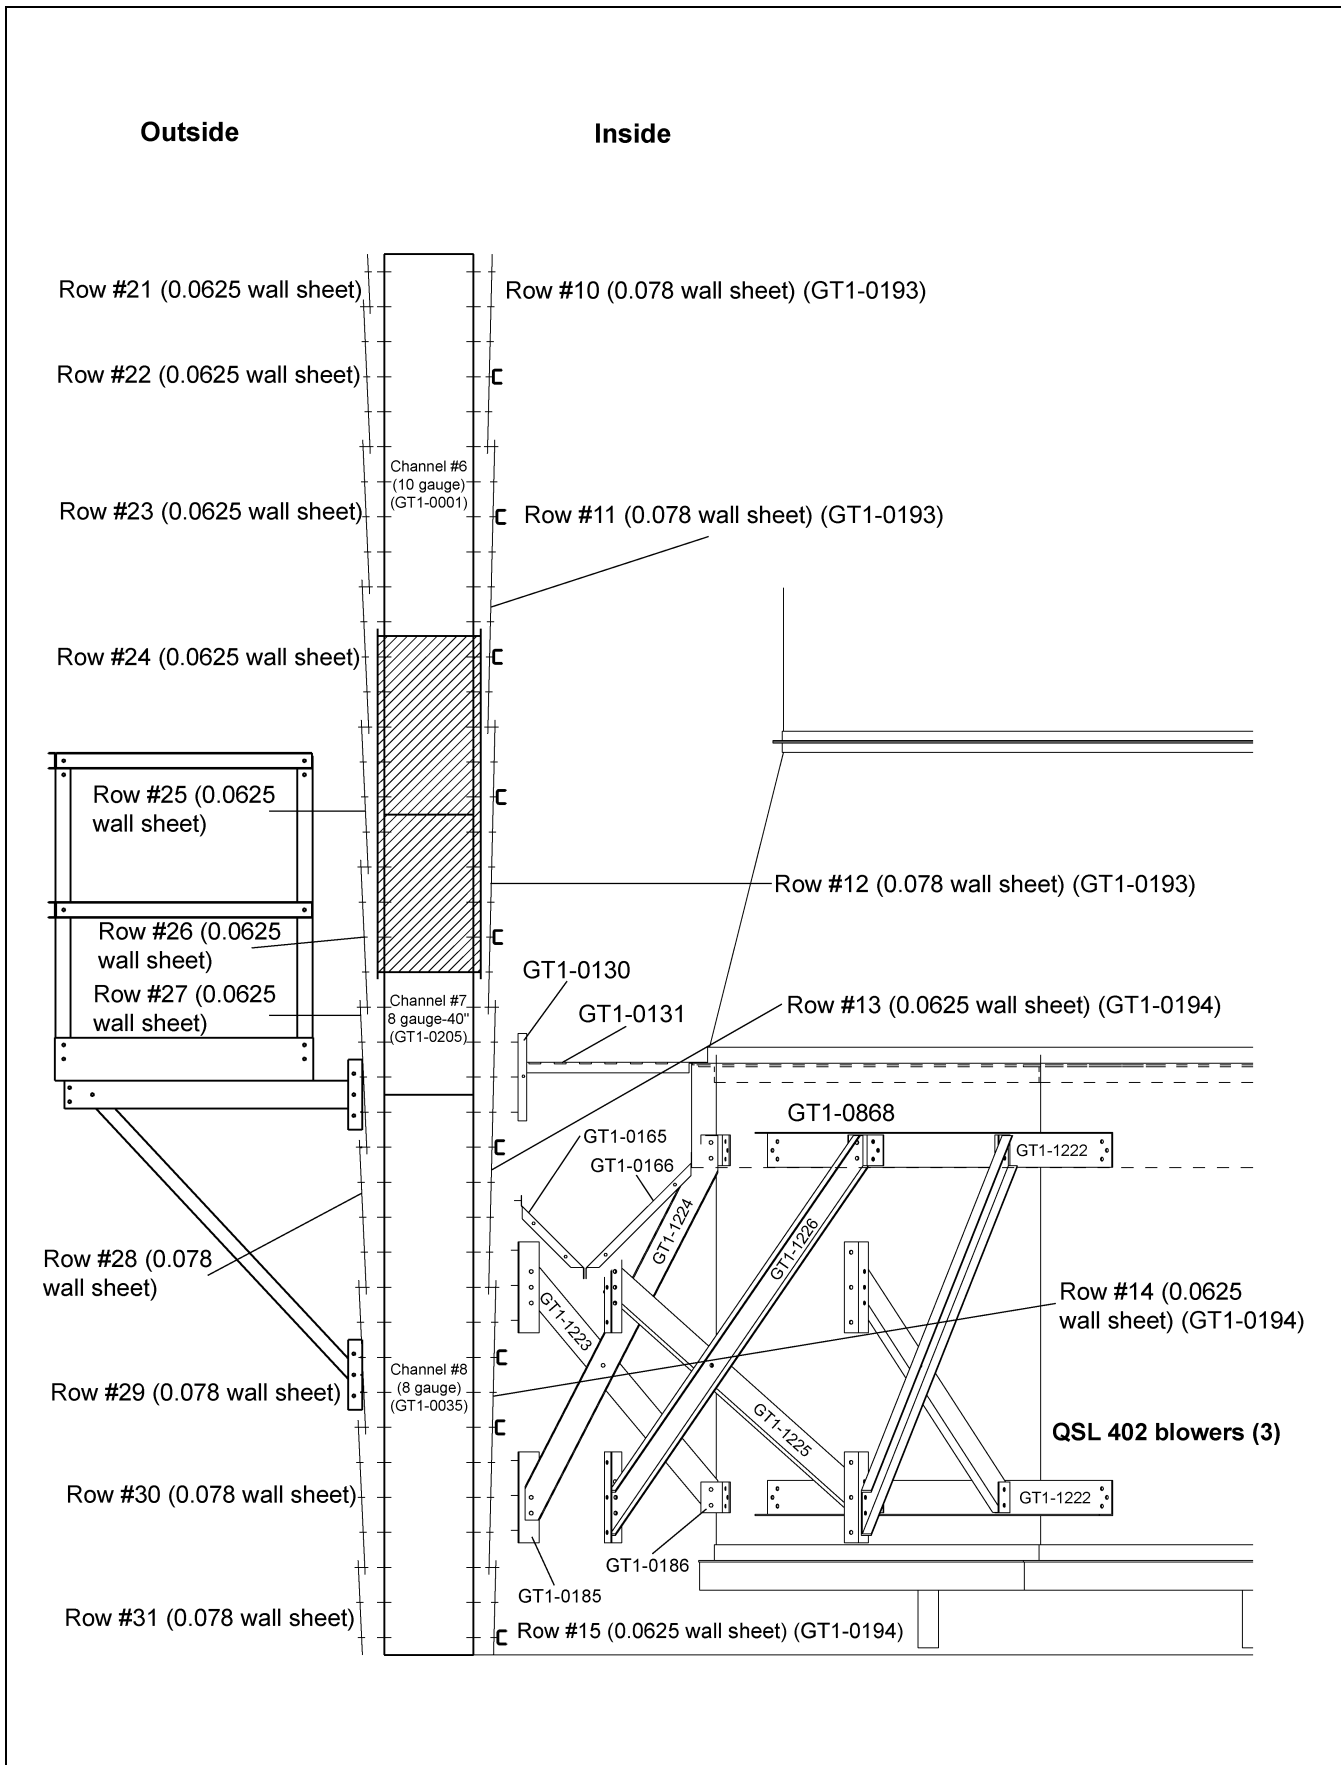 Outside
Inside
Row #21 (0.0625 wall sheet)
Row #10 (0.078 wall sheet) (GT1-0193)
Row #22 (0.0625 wall sheet)
Channel #6
(10 gauge)
(GT1-0001)
Row #23 (0.0625 wall sheet)
Row #11 (0.078 wall sheet) (GT1-0193)
Row #24 (0.0625 wall sheet)
Row #25 (0.0625
wall sheet)
Row #12 (0.078 wall sheet) (GT1-0193)
Row #26 (0.0625
wall sheet)
GT1-0130
Row #27 (0.0625
wall sheet)
Channel #7
8 gauge-40"
(GT1-0205)
GT1-0131
Row #13 (0.0625 wall sheet) (GT1-0194)
GT1-0868
GT1-0165
GT1-0166
GT1-1222
GT1-1224
GT1-1226
Row #28 (0.078
wall sheet)
GT1-1223
Row #14 (0.0625
wall sheet) (GT1-0194)
Channel #8
(8 gauge)
(GT1-0035)
Row #29 (0.078 wall sheet)
GT1-1225
QSL 402 blowers (3)
Row #30 (0.078 wall sheet)
GT1-1222
GT1-0186
GT1-0185
Row #31 (0.078 wall sheet)
Row #15 (0.0625 wall sheet) (GT1-0194)